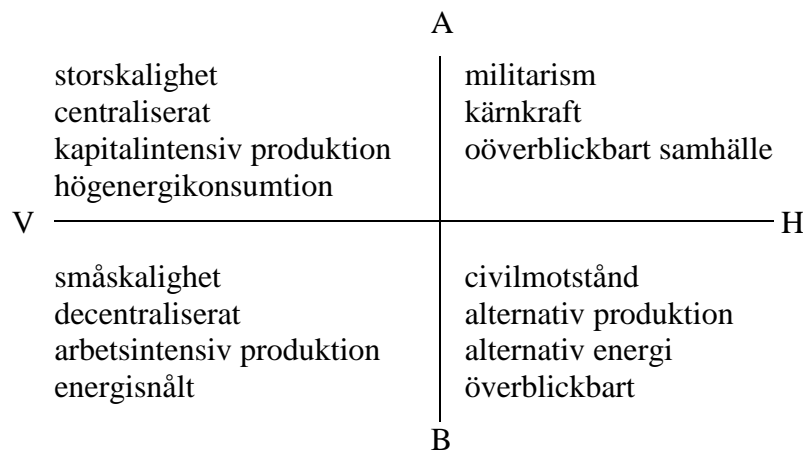 A
storskalighet
centraliserat
kapitalintensiv produktion
högenergikonsumtion
militarism
kärnkraft
oöverblickbart samhälle
V
H
småskalighet
decentraliserat
arbetsintensiv produktion
energisnålt
civilmotstånd
alternativ produktion
alternativ energi
överblickbart
B